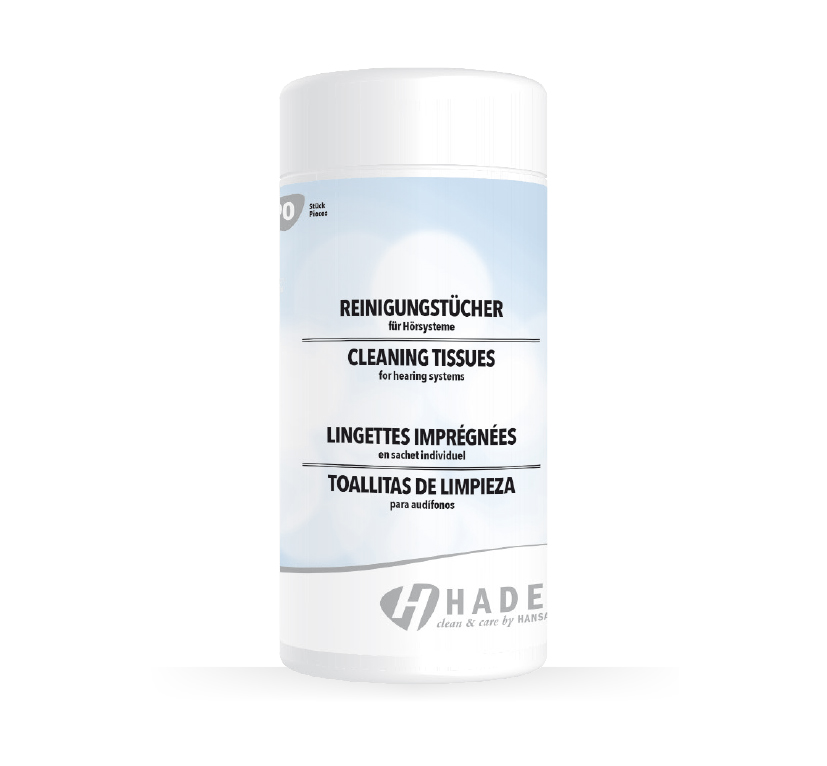 Stück
Pieces
REINIGUNGSTÜCHER
für Hörsysteme
CLEANING TISSUES
for hearing systems
LINGETTES IMPRÉGNÉES
en sachet individuel
TOALLITAS DE LIMPIEZA
para audífonos
HADE
clean & care by HANSA